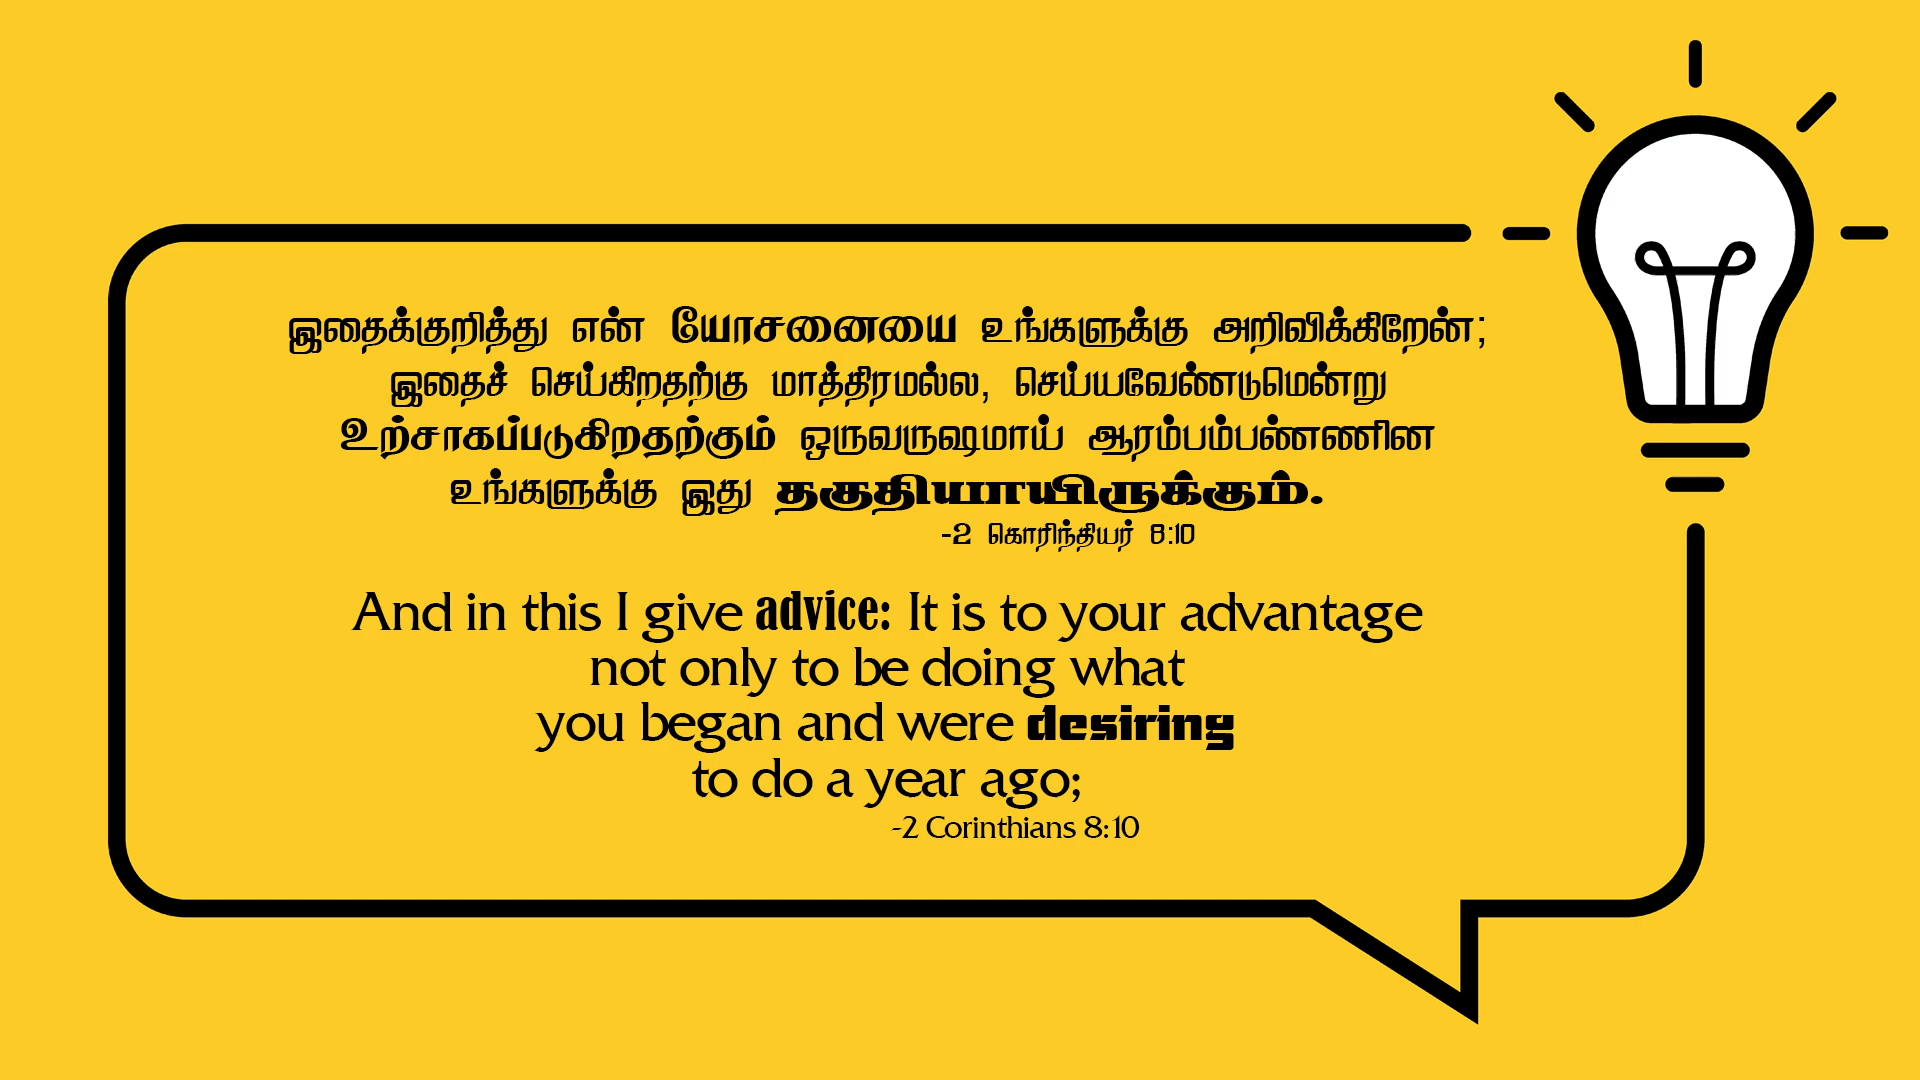 இதைக்குறித்து என் யோசனையை உங்களுக்கு அறிவிக்கிறேன்;
இதைச் செய்கிறதற்கு மாத்திரமல்ல, செய்யவேண்டுமென்று
உற்சாகப்படுகிறதற்கும் ஒருவருஷமாய் ஆரம்பம்பண்ணின
உங்களுக்கு இது தகுதியாயிருக்கும்.
-2 கொரிந்தியர் 8:10
And in this I give advice: It is to your advantage
not only to be doing what
you began and were desiring
to do a year ago;
-2 Corinthians 8:10